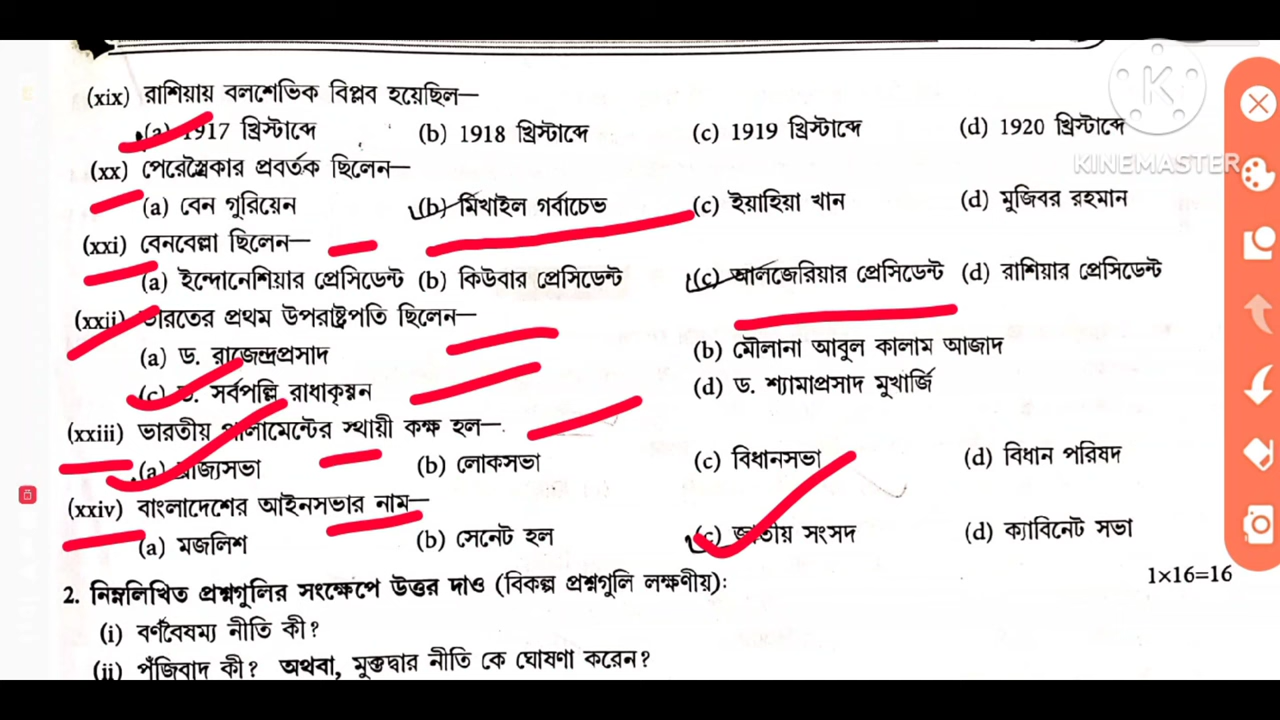 (xix) রাশিয়ায় বলশেভিক বিপ্লব হয়েছিল—
(a) 1917 খ্রিস্টাব্দে (b) 1918 খ্রিস্টাব্দে (c) 1919 খ্রিস্টাব্দে (d) 1920 খ্রিস্টাব্দে
KINEMASTER
(xx) পেরেস্ত্রৈকার প্রবর্তক ছিলেন—
(a) বেন গুরিয়েন (b) মিখাইল গর্বাচেভ (c) ইয়াহিয়া খান (d) মুজিবর রহমান
(xxi) বেনবেল্লা ছিলেন—
(a) ইন্দোনেশিয়ার প্রেসিডেন্ট (b) কিউবার প্রেসিডেন্ট (c) আলজেরিয়ার প্রেসিডেন্ট (d) রাশিয়ার প্রেসিডেন্ট
(xxii) ভারতের প্রথম উপরাষ্ট্রপতি ছিলেন—
(a) ড. রাজেন্দ্রপ্রসাদ (b) মৌলানা আবুল কালাম আজাদ
(c) ড. সর্বপল্লি রাধাকৃষ্ণন (d) ড. শ্যামাপ্রসাদ মুখার্জি
(xxiii) ভারতীয় পার্লামেন্টের স্থায়ী কক্ষ হল—
(a) রাজ্যসভা (b) লোকসভা (c) বিধানসভা (d) বিধান পরিষদ
(xxiv) বাংলাদেশের আইনসভার নাম—
(a) মজলিশ (b) সেনেট হল (c) জাতীয় সংসদ (d) ক্যাবিনেট সভা
2. নিম্নলিখিত প্রশ্নগুলির সংক্ষেপে উত্তর দাও (বিকল্প প্রশ্নগুলি লক্ষণীয়): 1×16=16
(i) বর্ণবৈষম্য নীতি কী?
(ii) পুঁজিবাদ কী? অথবা, মুক্তদ্বার নীতি কে ঘোষণা করেন?